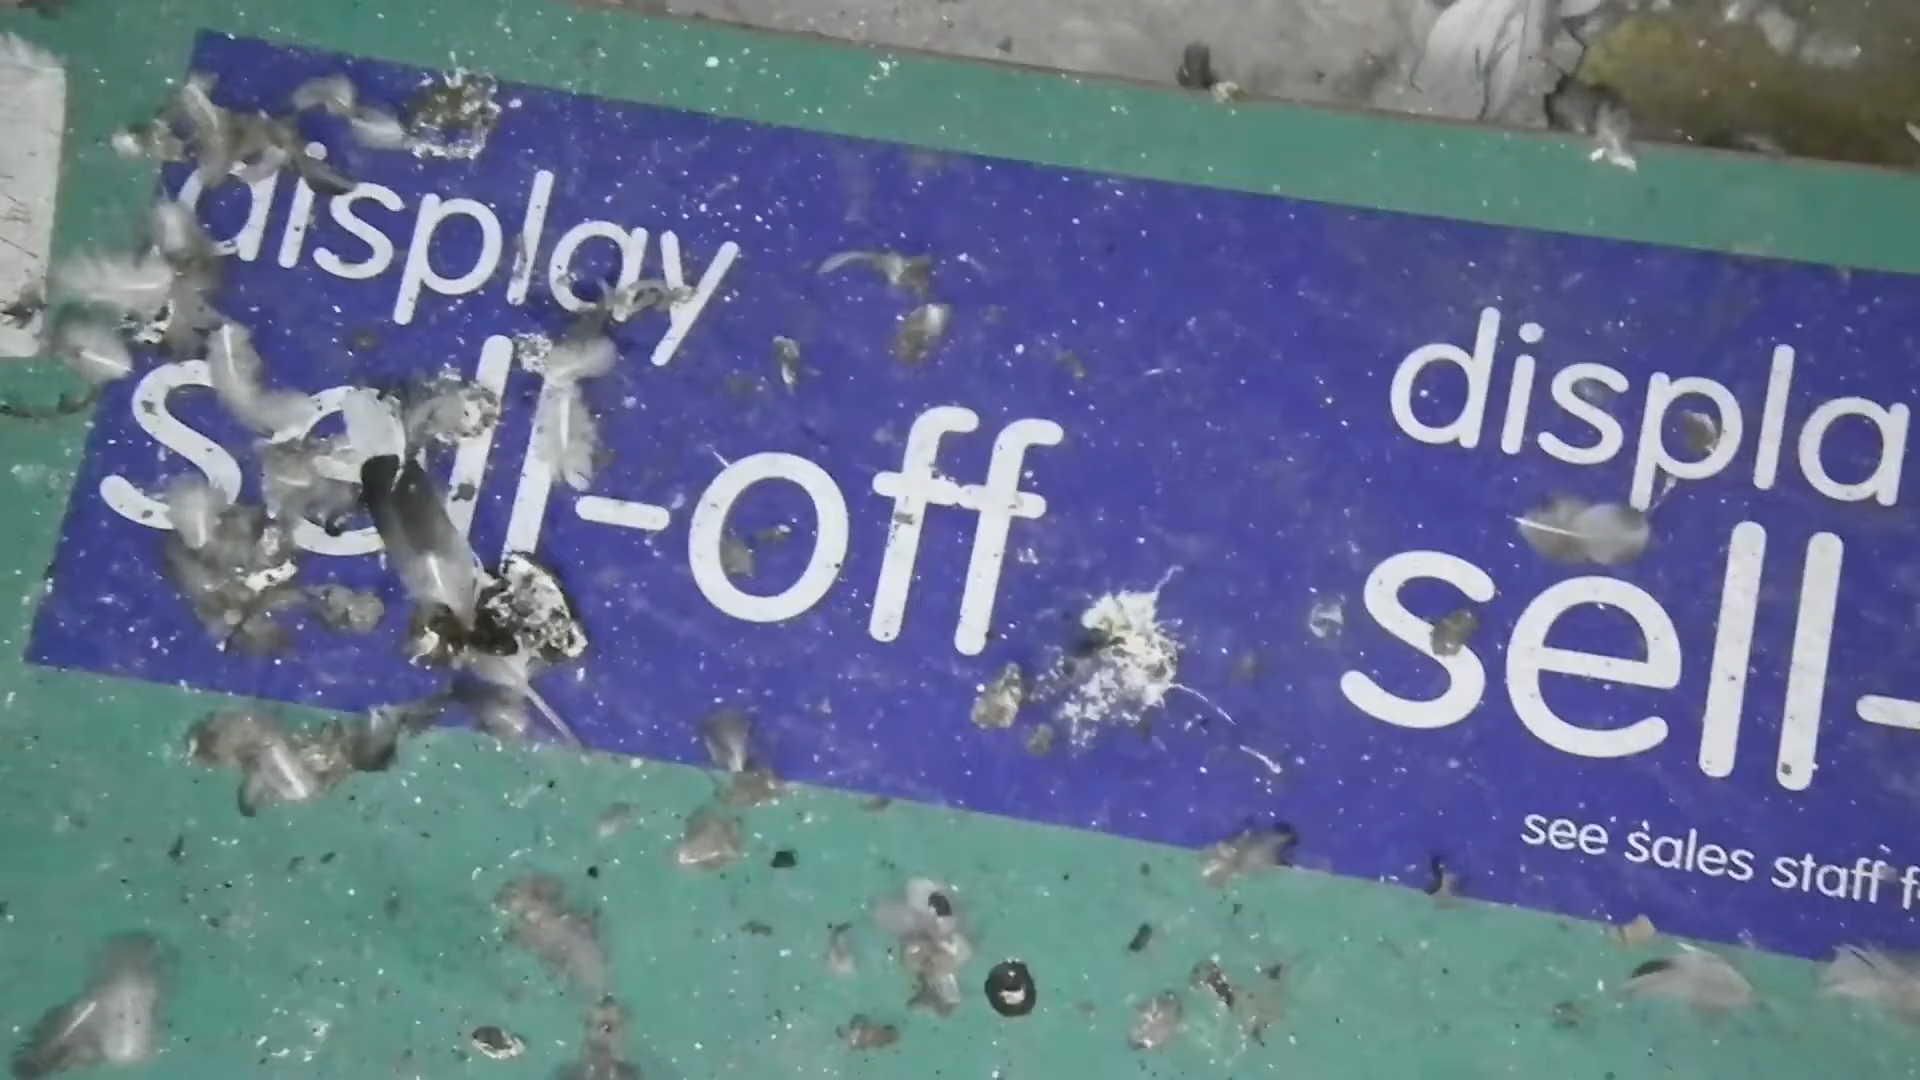 display
sell-off
displa
sell-
see sales staff f